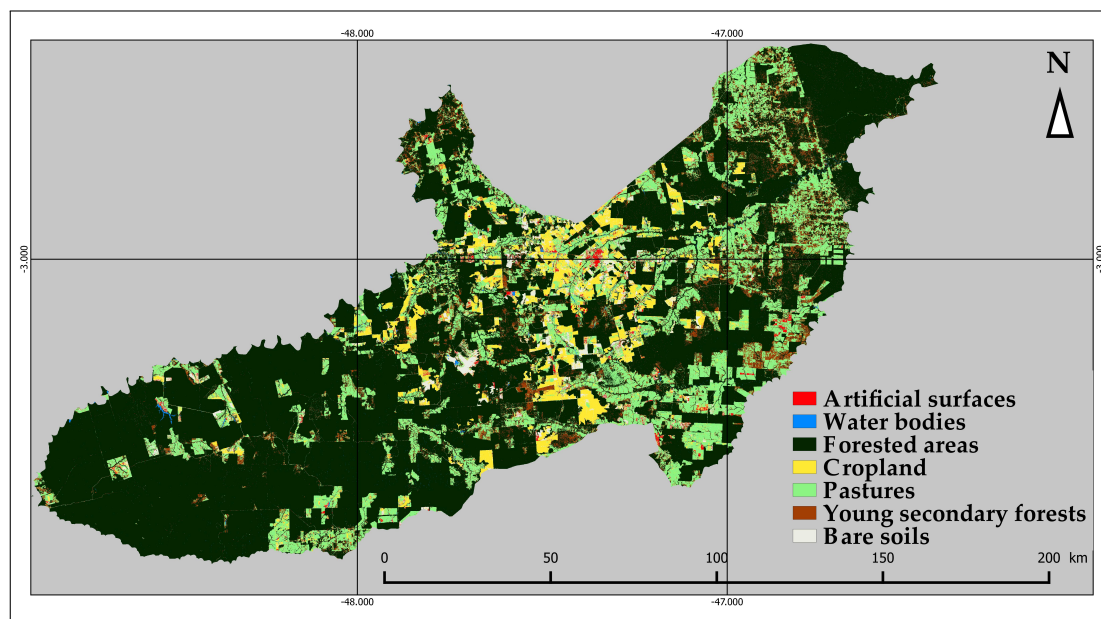 -48.000 -47.000
N
-3.000 -3.000
Artificial surfaces
Water bodies
Forested areas
Cropland
Pastures
Young secondary forests
Bare soils
0 50 100 150 200 km
-48.000 -47.000